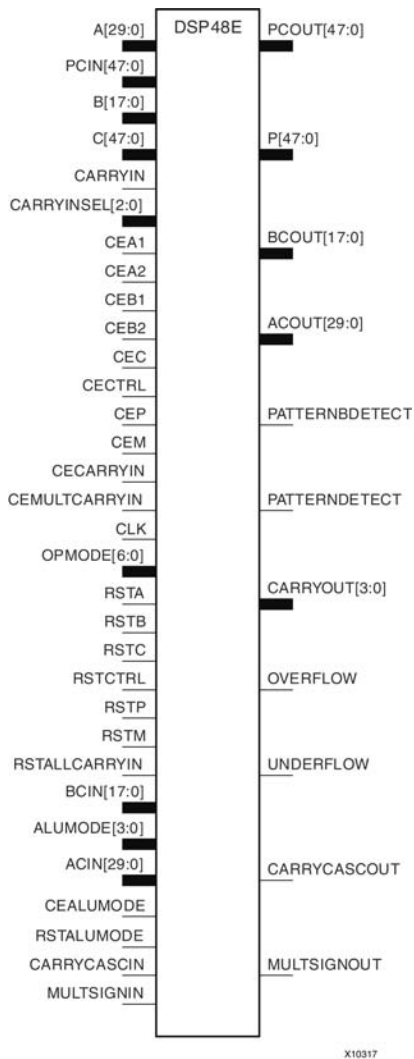 DSP48E
A[29:0]
PCIN[47:0]
B[17:0]
C[47:0]
CARRYIN
CARRYINSEL[2:0]
CEA1
CEA2
CEB1
CEB2
CEC
CECTRL
CEP
CEM
CECARRYIN
CEMULTCARRYIN
CLK
OPMODE[6:0]
RSTA
RSTB
RSTC
RSTCTRL
RSTP
RSTM
RSTALLCARRYIN
BCIN[17:0]
ALUMODE[3:0]
ACIN[29:0]
CEALUMODE
RSTALUMODE
CARRYCASCIN
MULTSIGNIN
PCOUT[47:0]
P[47:0]
BCOUT[17:0]
ACOUT[29:0]
PATTERNBDETECT
PATTERNDETECT
CARRYOUT[3:0]
OVERFLOW
UNDERFLOW
CARRYCASCOUT
MULTSIGNOUT
X10317